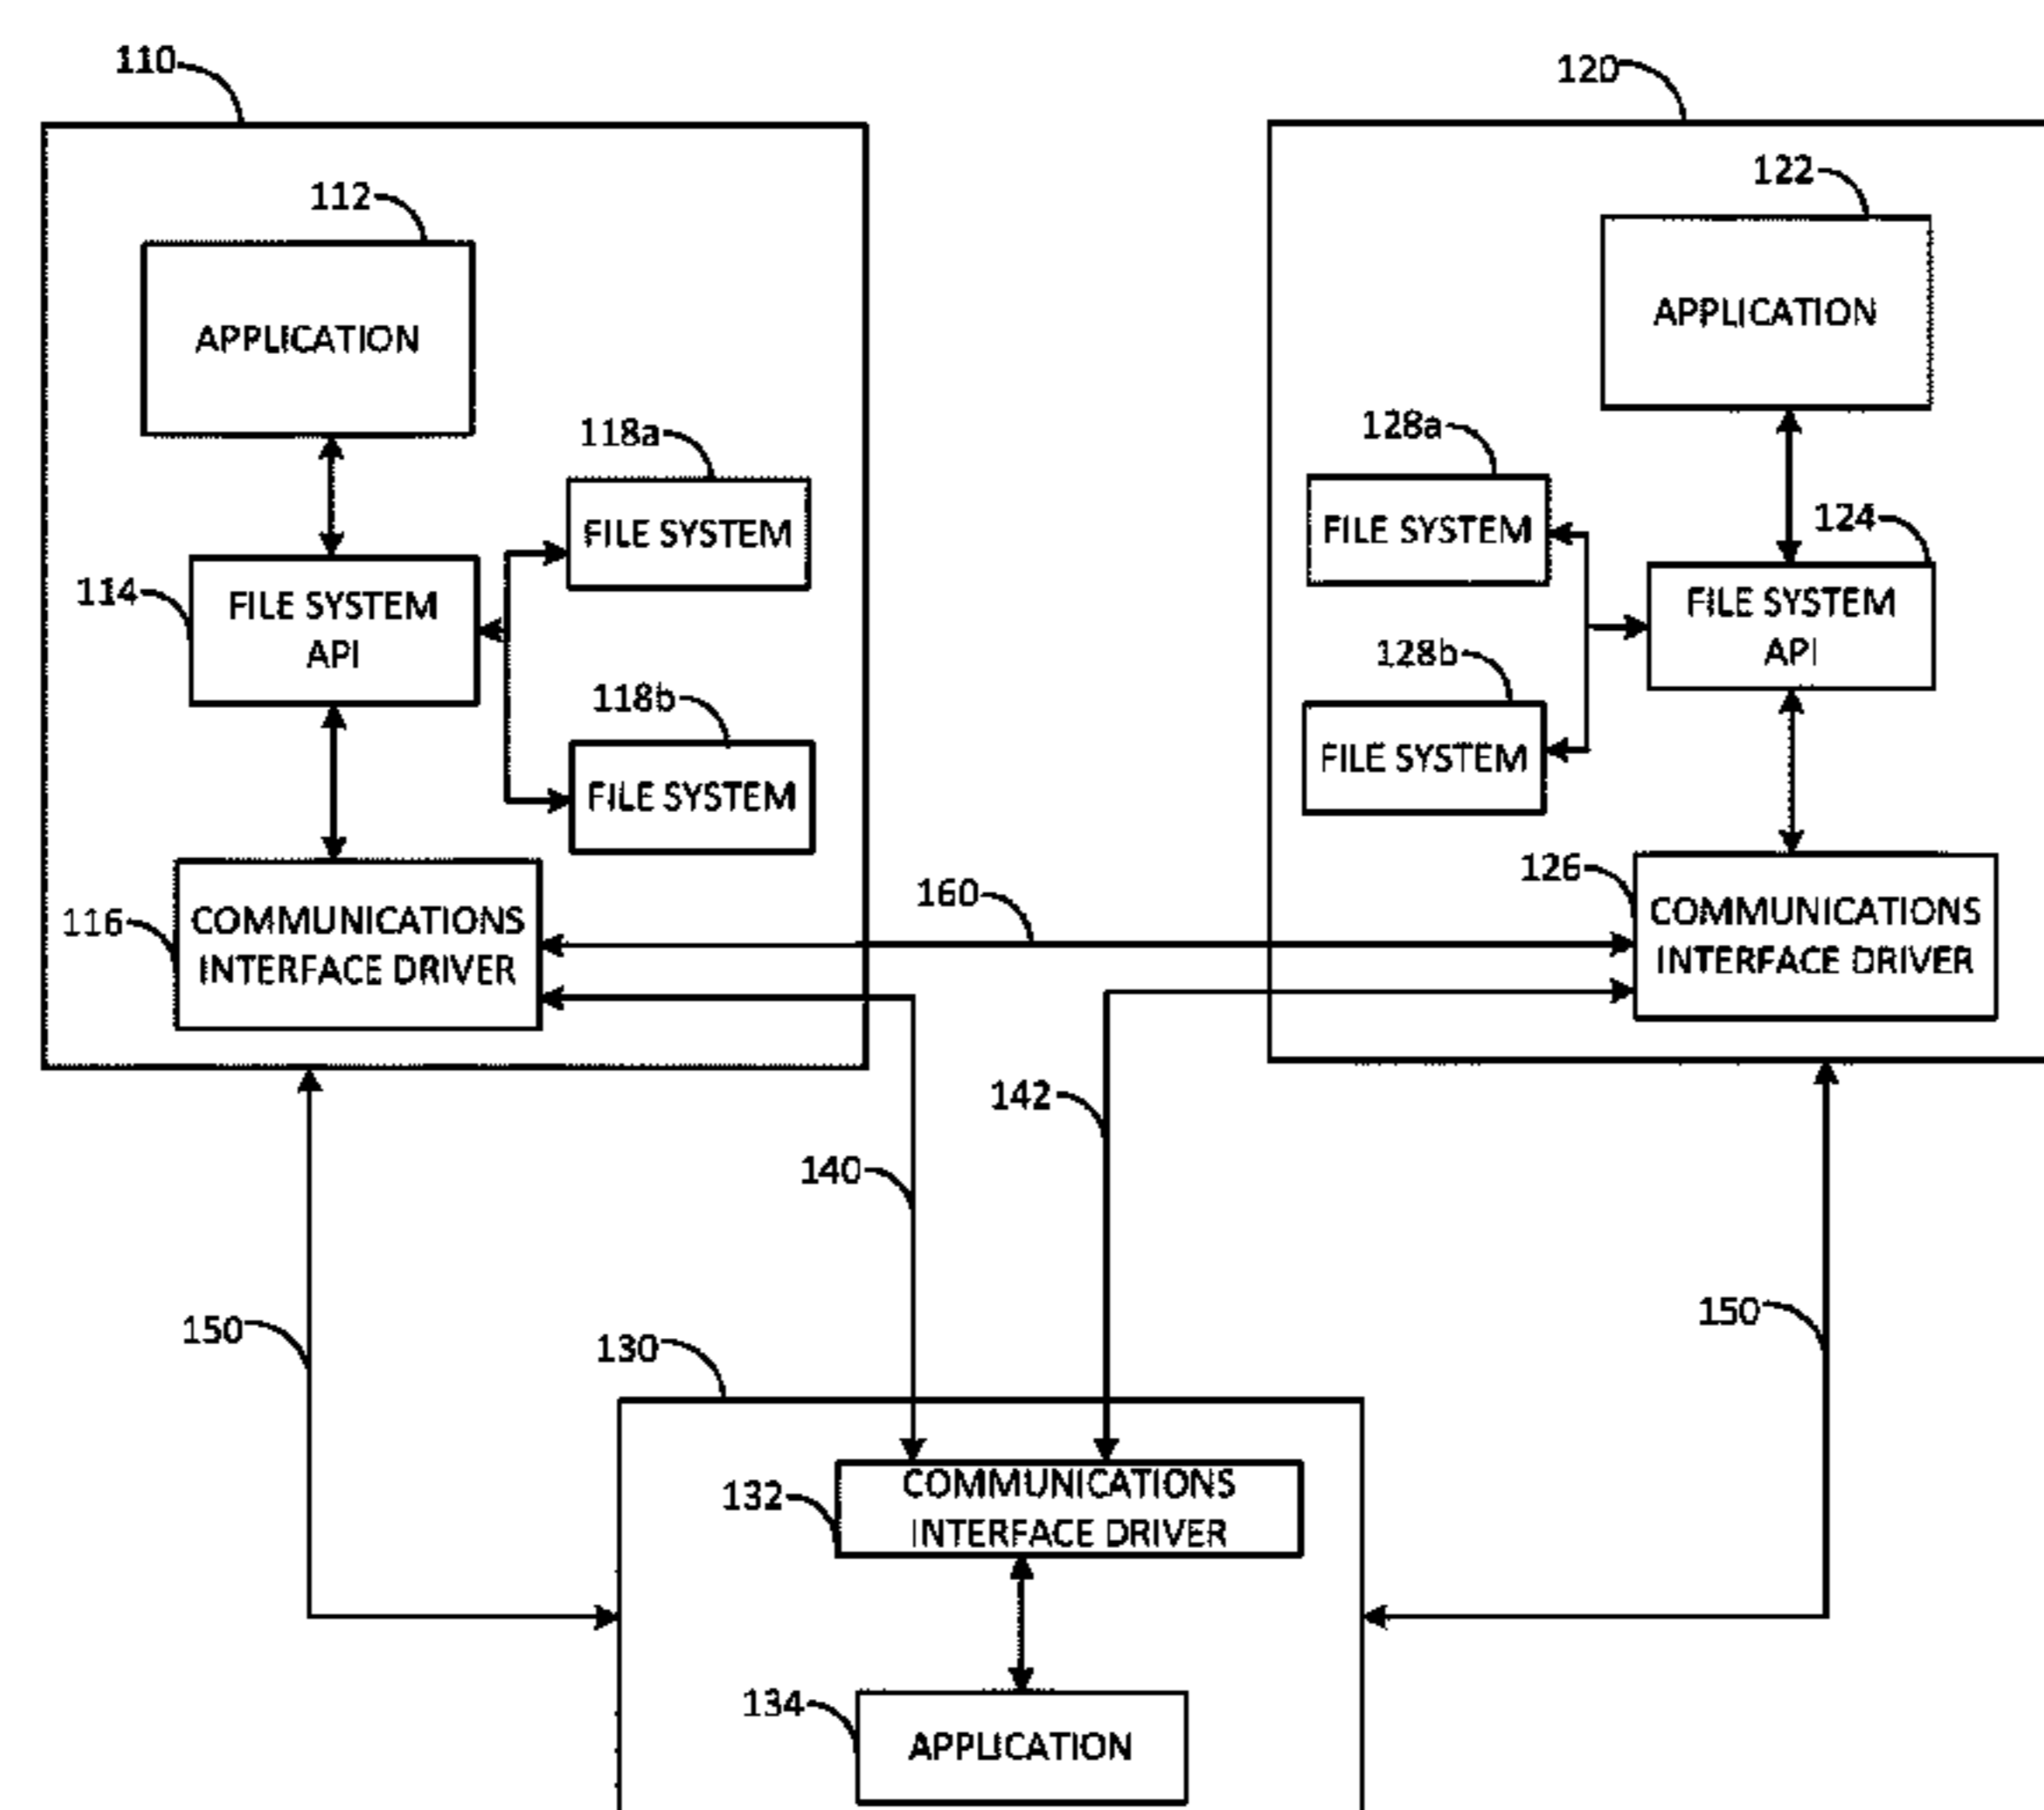 110
120
112
122
APPLICATION
APPLICATION
118a
128a
FILE SYSTEM
FILE SYSTEM
124
114
FILE SYSTEM
API
FILE SYSTEM
API
118b
128b
FILE SYSTEM
FILE SYSTEM
116
COMMUNICATIONS
INTERFACE DRIVER
160
126
COMMUNICATIONS
INTERFACE DRIVER
142
140
150
150
130
132
COMMUNICATIONS
INTERFACE DRIVER
134
APPLICATION